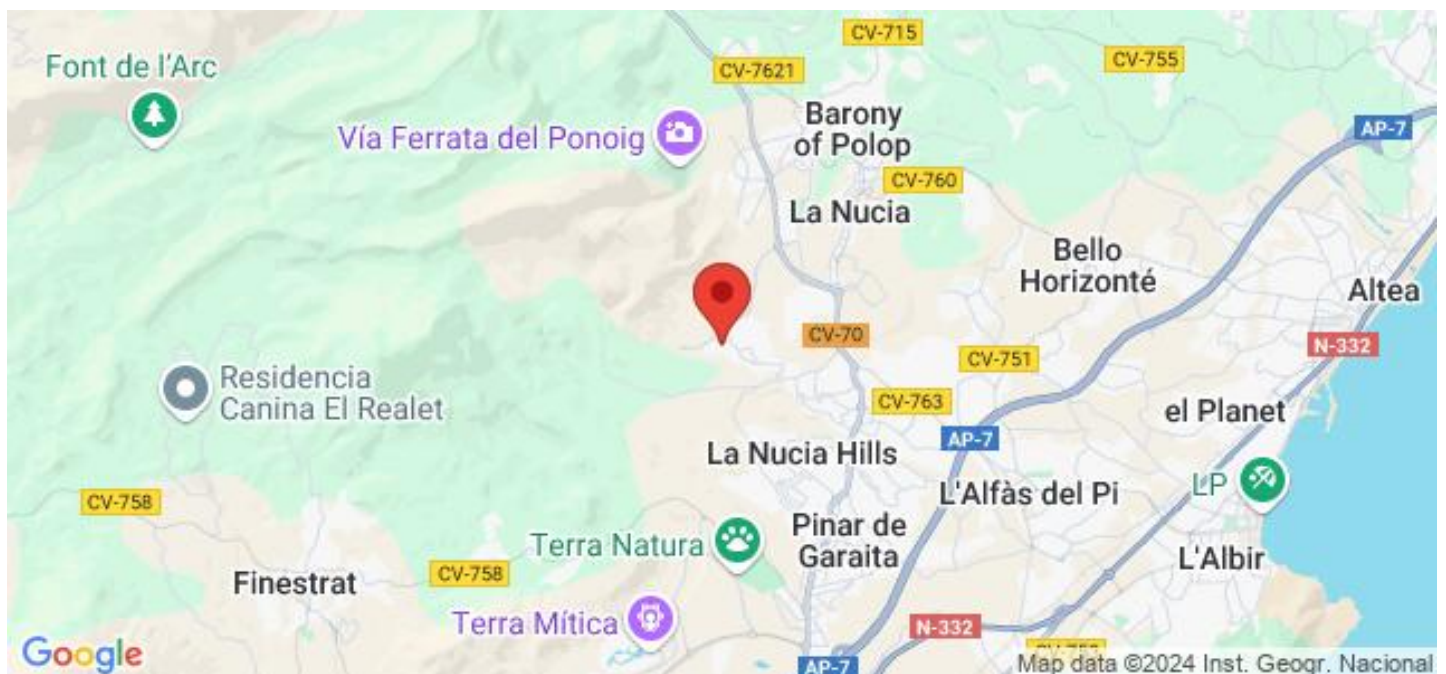 CV-715
CV-755
Font de l'Arc
CV-7621
Barony
of Polop
AP-7
Vía Ferrata del Ponoig
CV-760
La Nucia
Bello
Horizonté
Altea
CV-70
N-332
CV-751
Residencia
Canina El Realet
CV-763
el Planet
AP-7
La Nucia Hills
CV-758
L'Alfàs del Pi
LP
Pinar de
Garaita
Terra Natura
L'Albir
CV-758
Finestrat
Terra Mítica
N-332
Google
AP-7
Map data ©2024 Inst. Geogr. Nacional